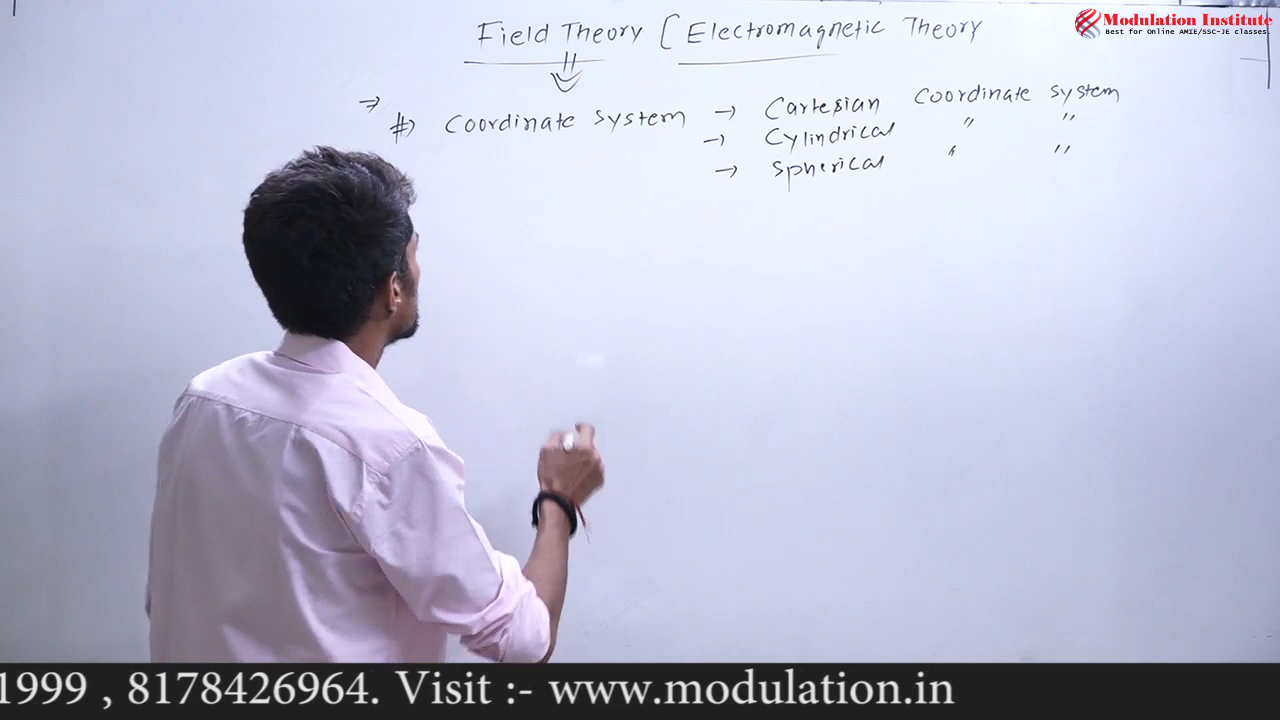 Field Theory [ Electromagnetic Theory
Modulation Institute
Best for Online AMIE/SSC-JE classes.
⇒
#) Coordinate System → Cartesian Coordinate System
→ Cylindrical " "
→ Spherical " "
1999 , 8178426964. Visit :- www.modulation.in